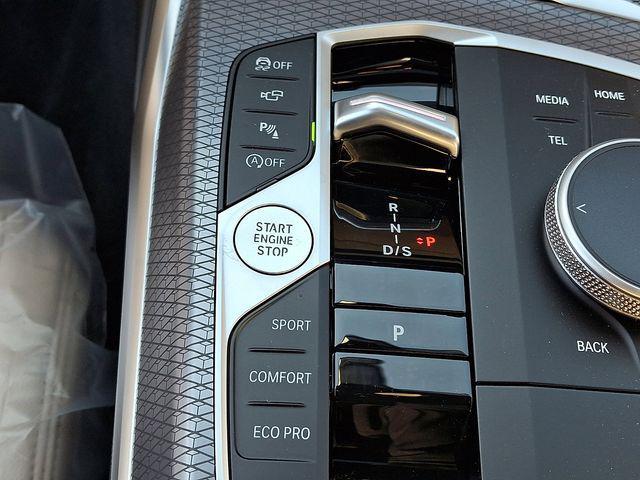 OFF
P
A OFF
START
ENGINE
STOP
SPORT
COMFORT
ECO PRO
R
N
D/S
P
P
MEDIA
HOME
TEL
BACK